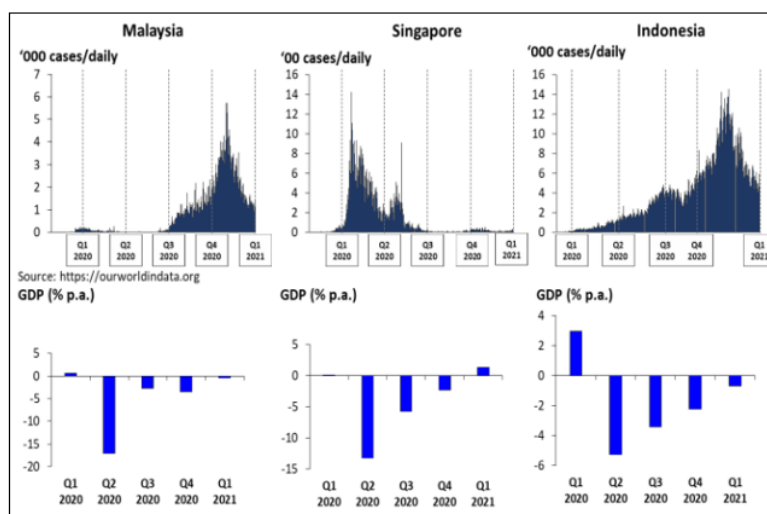 Malaysia
Singapore
Indonesia
‘000 cases/daily
‘00 cases/daily
‘000 cases/daily
7
6
5
4
3
2
1
0
16
14
12
10
8
6
4
2
0
16
14
12
10
8
6
4
2
0
Q1 2020
Q2 2020
Q3 2020
Q4 2020
Q1 2021
Q1 2020
Q2 2020
Q3 2020
Q4 2020
Q1 2021
Q1 2020
Q2 2020
Q3 2020
Q4 2020
Q1 2021
Source: https://ourworldindata.org
GDP (% p.a.)
GDP (% p.a.)
GDP (% p.a.)
5
0
-5
-10
-15
-20
5
0
-5
-10
-15
4
2
0
-2
-4
-6
Q1 Q2 Q3 Q4 Q1
2020 2020 2020 2020 2021
Q1 Q2 Q3 Q4 Q1
2020 2020 2020 2020 2021
Q1 Q2 Q3 Q4 Q1
2020 2020 2020 2020 2021